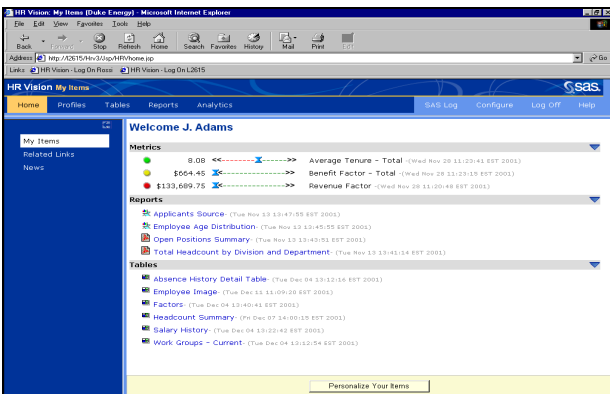 HR Vision: My Items (Duke Energy) - Microsoft Internet Explorer
File Edit View Favorites Tools Help
Back Forward Stop Refresh Home Search Favorites History Mail Print Edit
Address http://l2615/Hrv3/Jsp/HRVhome.jsp Go
Links HR Vision - Log On Rossi HR Vision - Log On L2615
HR Vision My Items sas.
Home Profiles Tables Reports Analytics SAS Log Configure Log Off Help
My Items
Related Links
News
Welcome J. Adams
Metrics
8.08 <<--------X------->> Average Tenure - Total -(Wed Nov 28 11:23:41 EST 2001)
$664.45 X<---------------->> Benefit Factor - Total -(Wed Nov 28 11:23:15 EST 2001)
$133,689.75 X<---------------->> Revenue Factor -(Wed Nov 28 11:20:48 EST 2001)
Reports
Applicants Source- (Tue Nov 13 13:47:55 EST 2001)
Employee Age Distribution- (Tue Nov 13 13:45:55 EST 2001)
Open Positions Summary- (Tue Nov 13 13:43:51 EST 2001)
Total Headcount by Division and Department- (Tue Nov 13 13:41:14 EST 2001)
Tables
Absence History Detail Table- (Tue Dec 04 13:12:16 EST 2001)
Employee Image- (Tue Dec 11 11:09:20 EST 2001)
Factors- (Tue Dec 04 13:40:41 EST 2001)
Headcount Summary- (Fri Dec 07 14:00:15 EST 2001)
Salary History- (Tue Dec 04 13:22:42 EST 2001)
Work Groups - Current- (Tue Dec 04 13:12:54 EST 2001)
Personalize Your Items